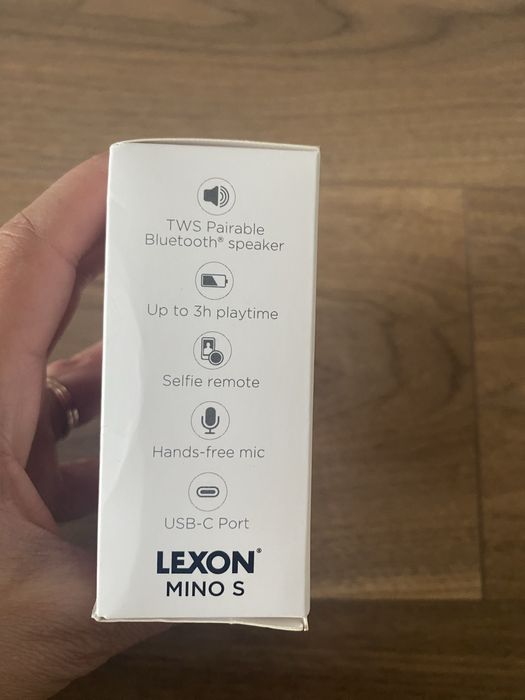 TWS Pairable
Bluetooth® speaker
Up to 3h playtime
Selfie remote
Hands-free mic
USB-C Port
LEXON®
MINO S